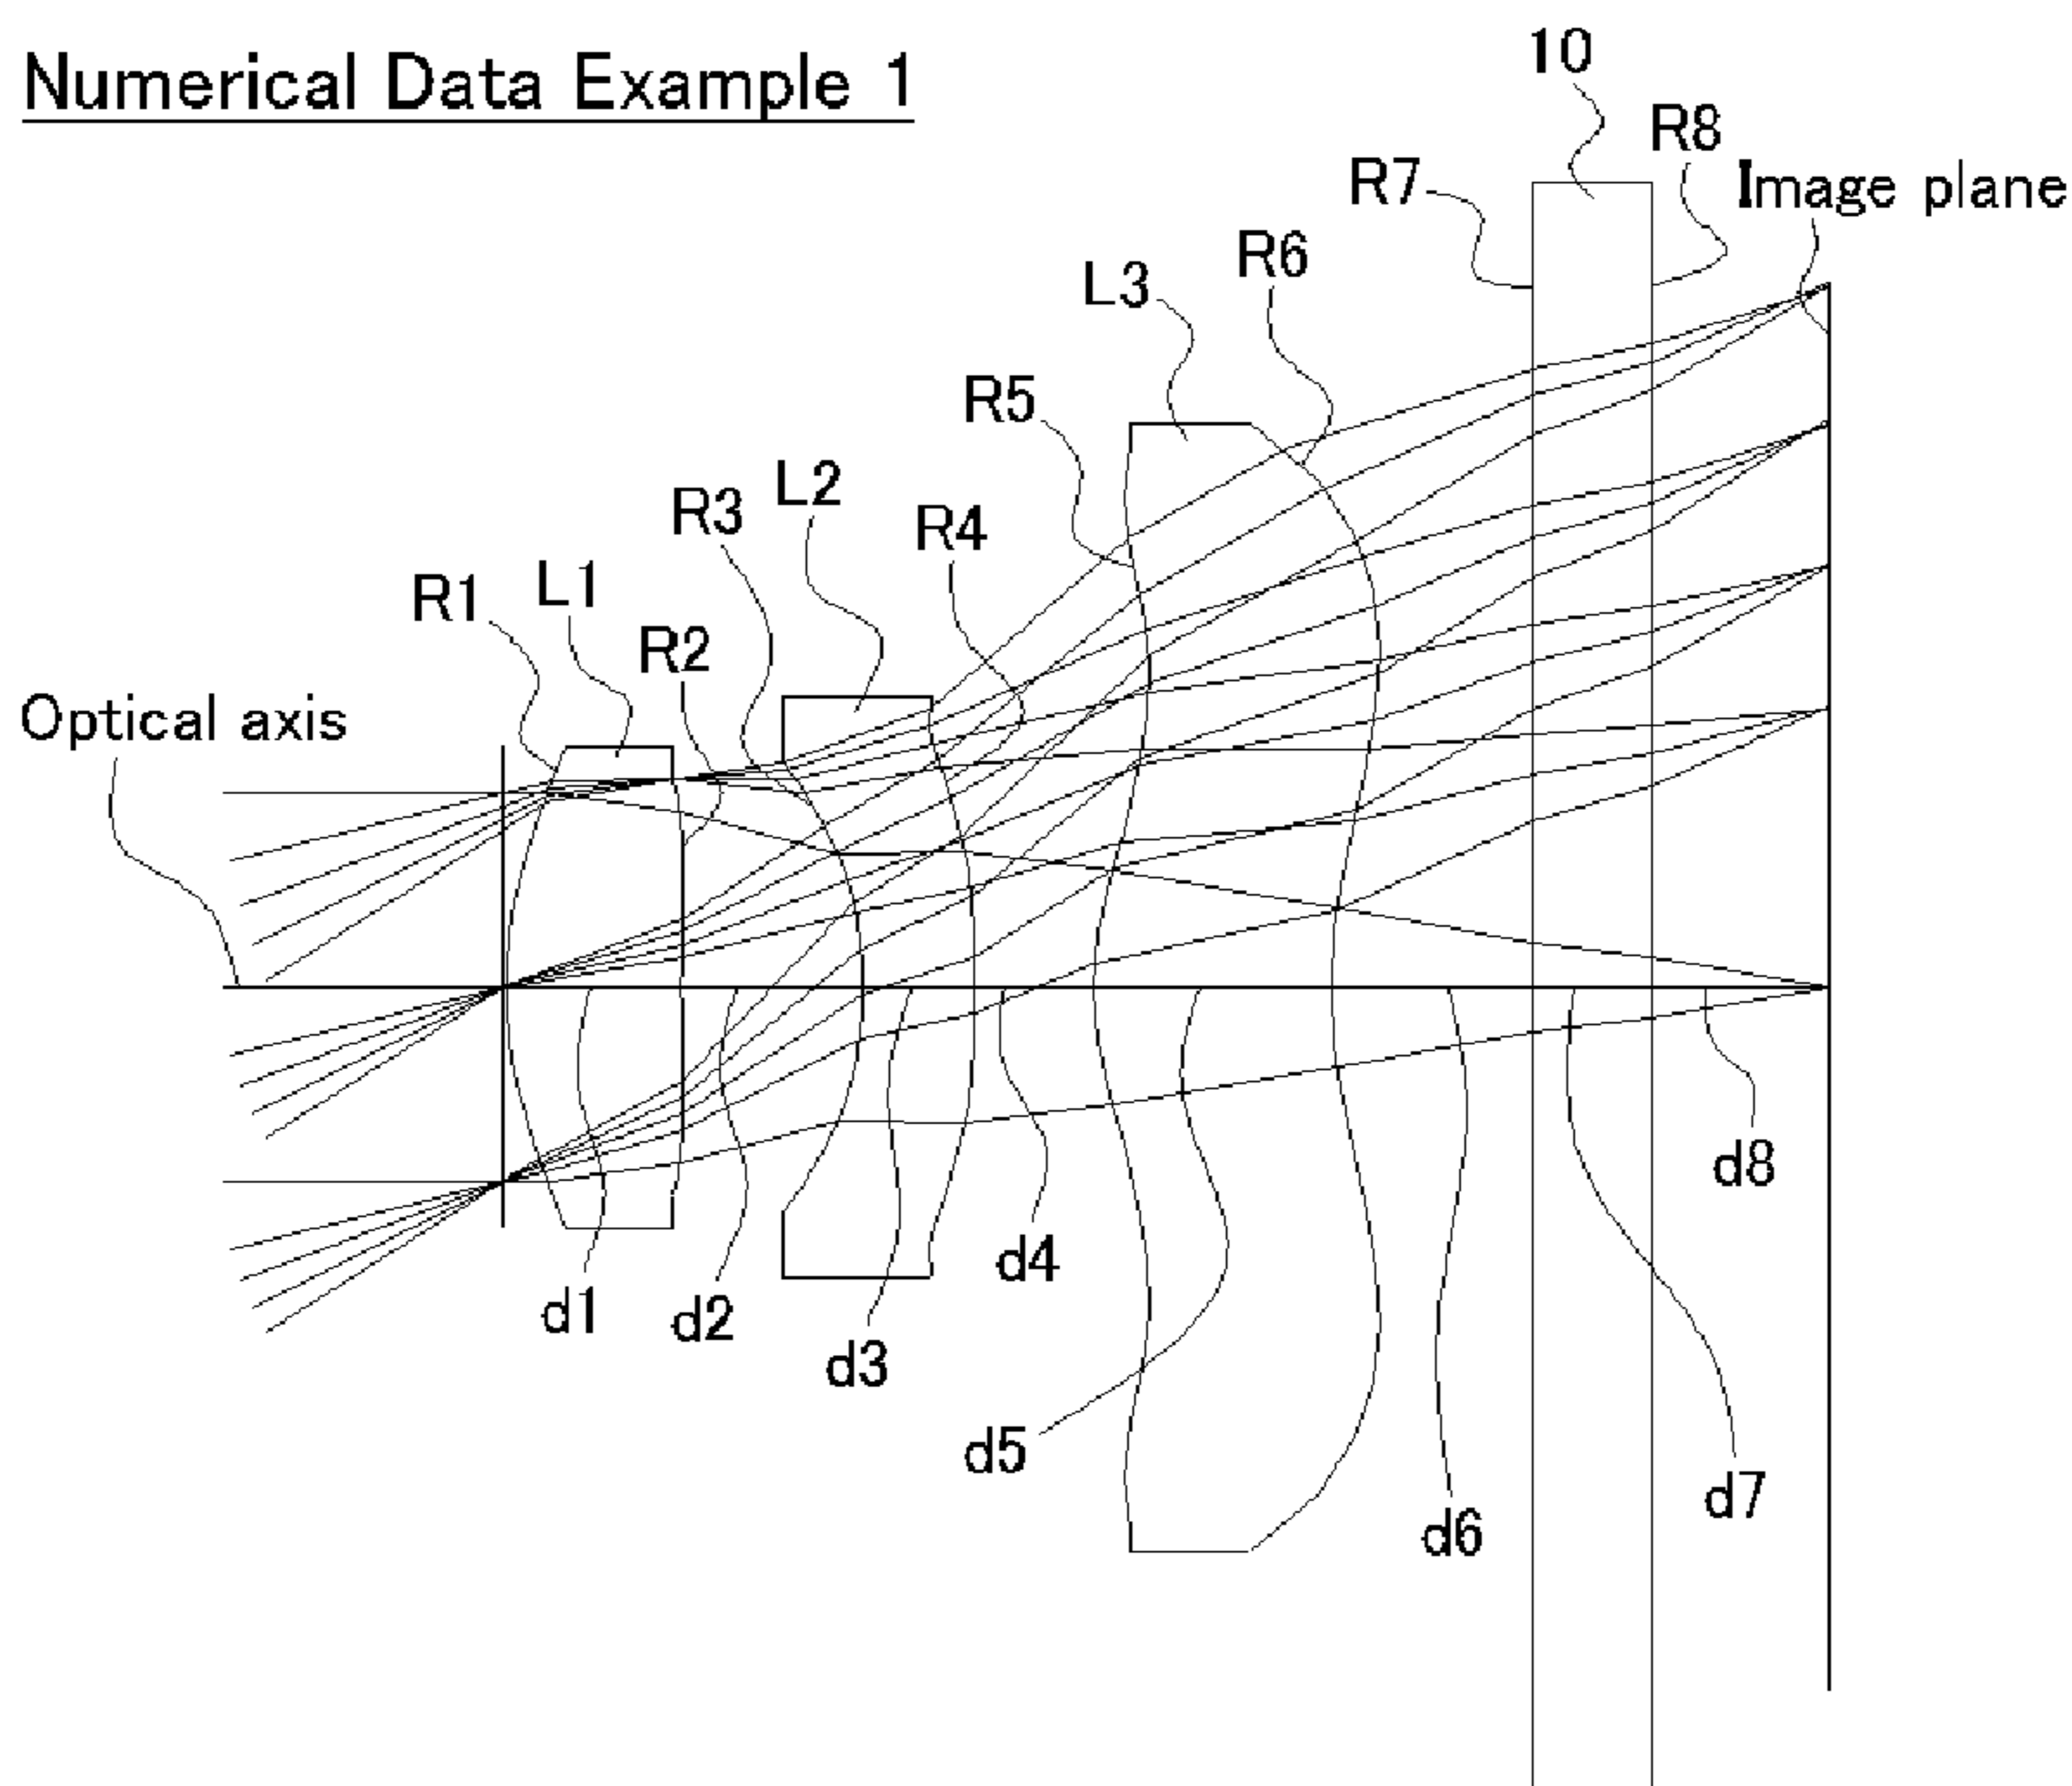 Numerical Data Example 1
10
R8
R7
Image plane
R6
L3
R5
L2
R3
R4
L1
R1
R2
Optical axis
d8
d4
d1
d2
d3
d5
d7
d6